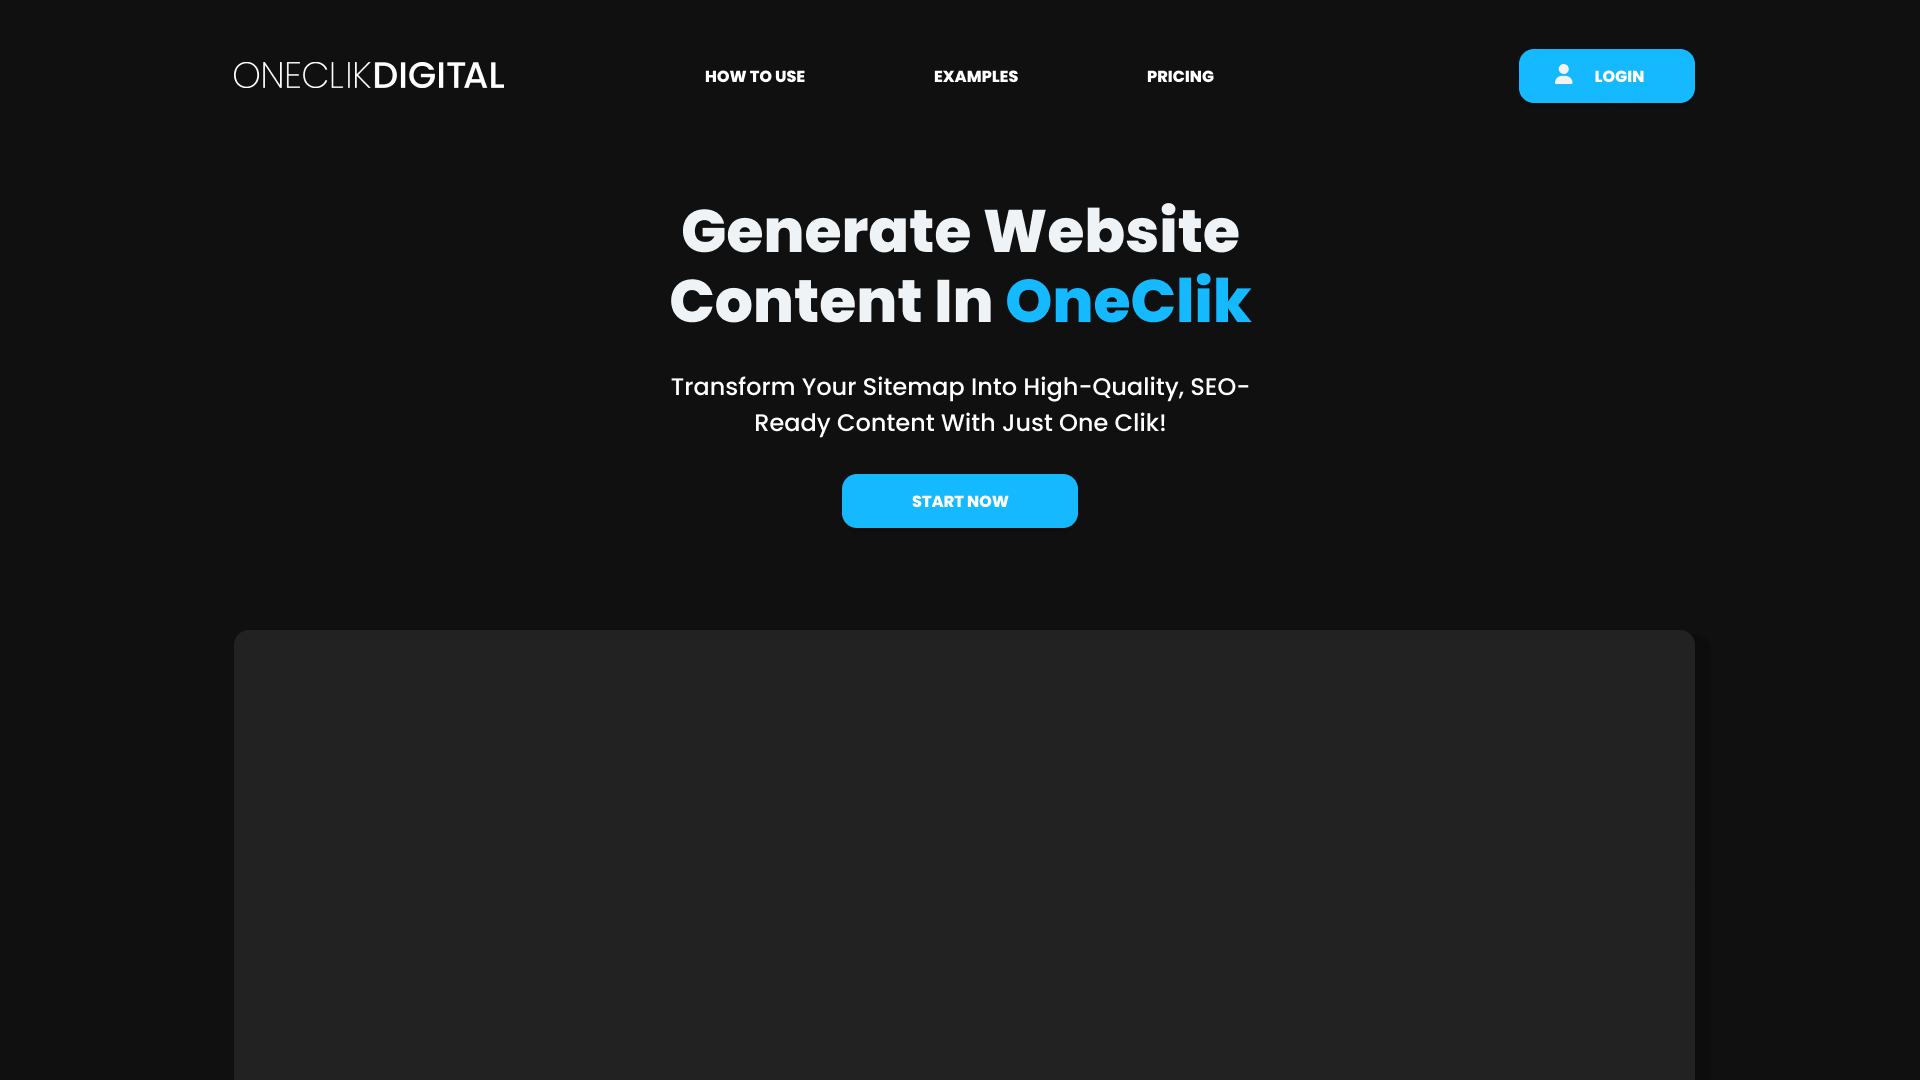 ONECLIKDIGITAL
HOW TO USE
EXAMPLES
PRICING
LOGIN
Generate Website
Content In OneClik
Transform Your Sitemap Into High-Quality, SEO-
Ready Content With Just One Clik!
START NOW